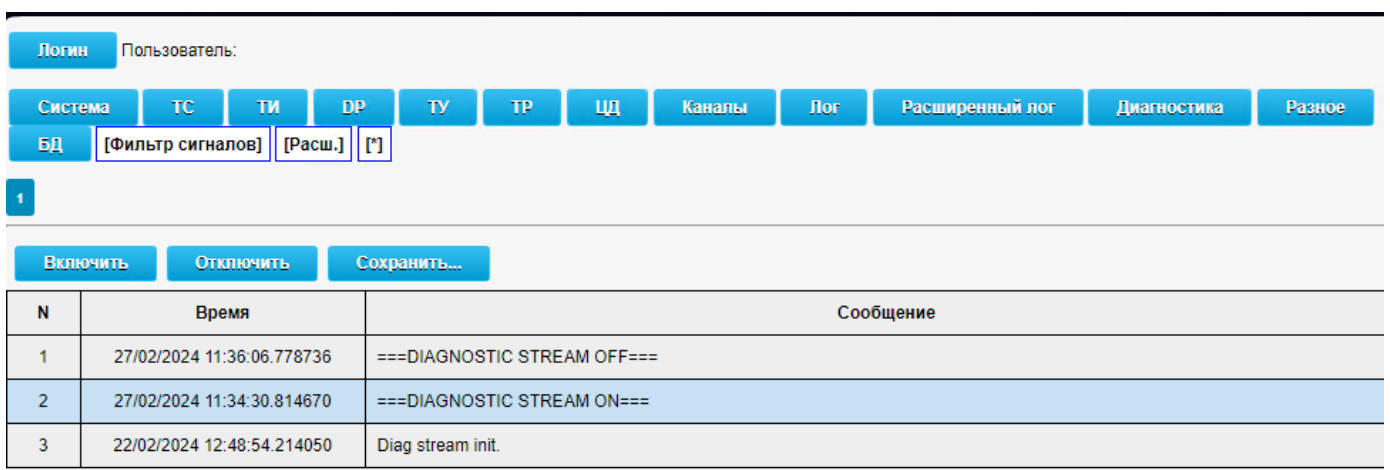 Логин Пользователь:
Система ТС ТИ DP ТУ ТР ЦД Каналы Лог Расширенный лог Диагностика Разное
БД [Фильтр сигналов] [Расш.] [*]
1
Включить Отключить Сохранить...
N Время Сообщение
1 27/02/2024 11:36:06.778736 ===DIAGNOSTIC STREAM OFF===
2 27/02/2024 11:34:30.814670 ===DIAGNOSTIC STREAM ON===
3 22/02/2024 12:48:54.214050 Diag stream init.